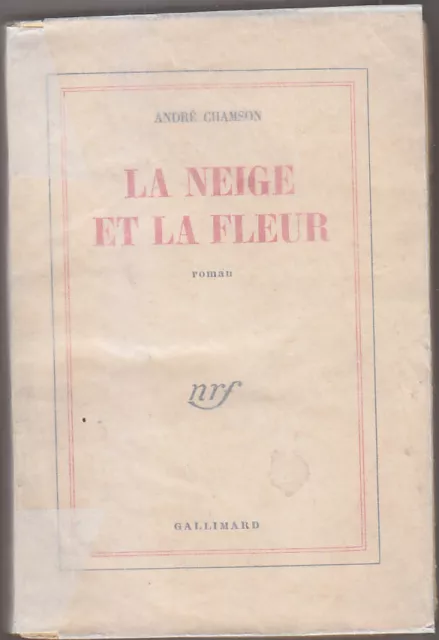 ANDRÉ CHAMSON
LA NEIGE
ET LA FLEUR
roman
nrf
GALLIMARD